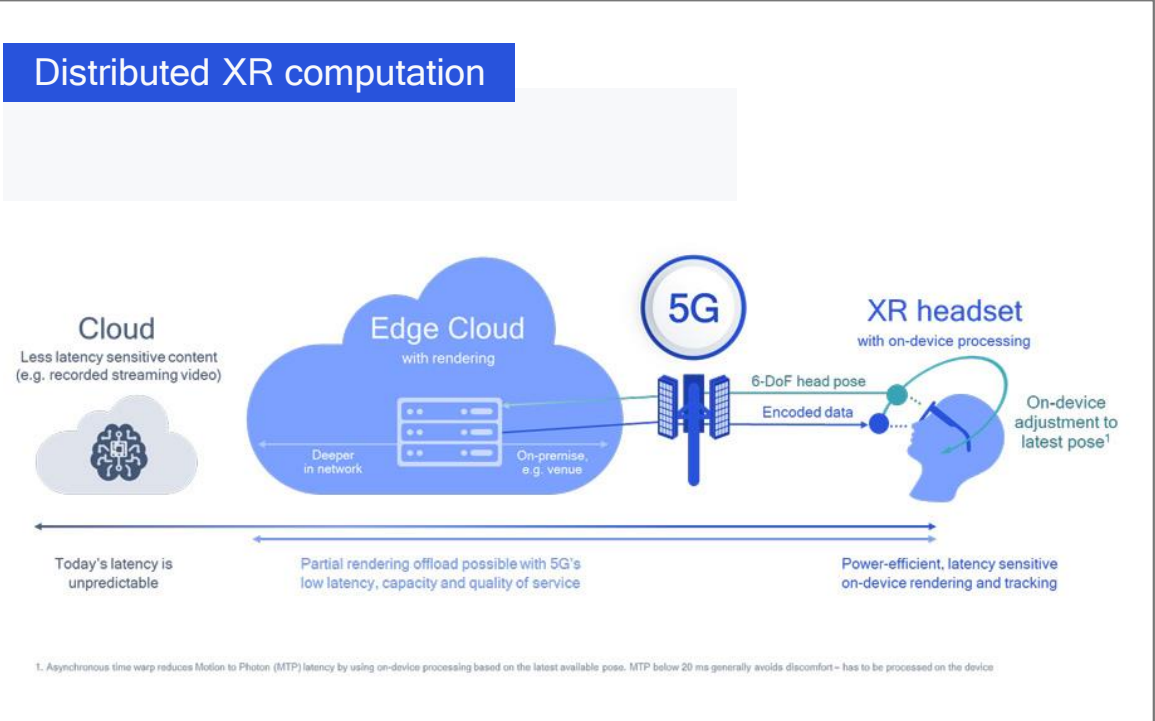 Distributed XR computation
Cloud
Less latency sensitive content
(e.g. recorded streaming video)
Edge Cloud
with rendering
Deeper
in network
On-premise,
e.g. venue
5G
6-DoF head pose
Encoded data
XR headset
with on-device processing
On-device
adjustment to
latest pose¹
Today's latency is
unpredictable
Partial rendering offload possible with 5G's
low latency, capacity and quality of service
Power-efficient, latency sensitive
on-device rendering and tracking
1. Asynchronous time warp reduces Motion to Photon (MTP) latency by using on-device processing based on the latest available pose. MTP below 20 ms generally avoids discomfort – has to be processed on the device